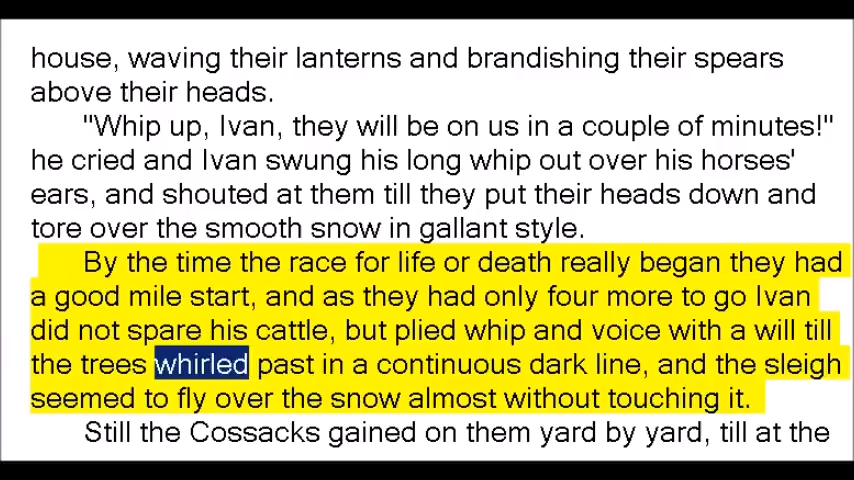 house, waving their lanterns and brandishing their spears
above their heads.
"Whip up, Ivan, they will be on us in a couple of minutes!"
he cried and Ivan swung his long whip out over his horses'
ears, and shouted at them till they put their heads down and
tore over the smooth snow in gallant style.
By the time the race for life or death really began they had
a good mile start, and as they had only four more to go Ivan
did not spare his cattle, but plied whip and voice with a will till
the trees whirled past in a continuous dark line, and the sleigh
seemed to fly over the snow almost without touching it.
Still the Cossacks gained on them yard by yard, till at the